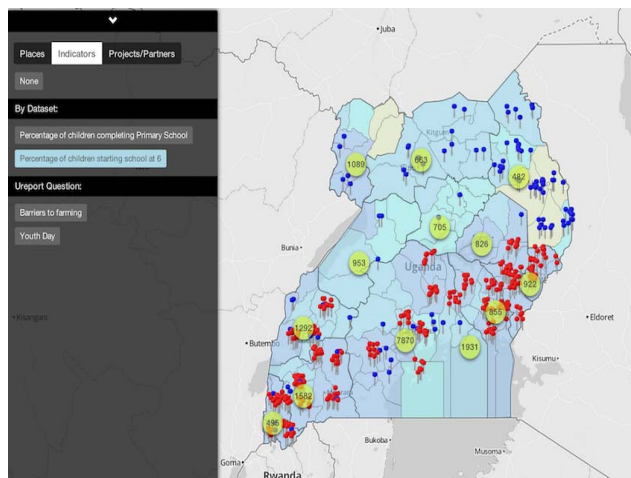 Places
Indicators
Projects/Partners
None
By Dataset:
Percentage of children completing Primary School
Percentage of children starting school at 6
Ureport Question:
Barriers to farming
Youth Day
Juba
Kitgum
1089
663
482
705
826
Bunia
953
Uganda
922
Kisangani
1292
855
Eldoret
Butembo
7870
1931
Kisumu
1582
Mbarara
496
Bukoba
Musoma
Goma
Rwanda